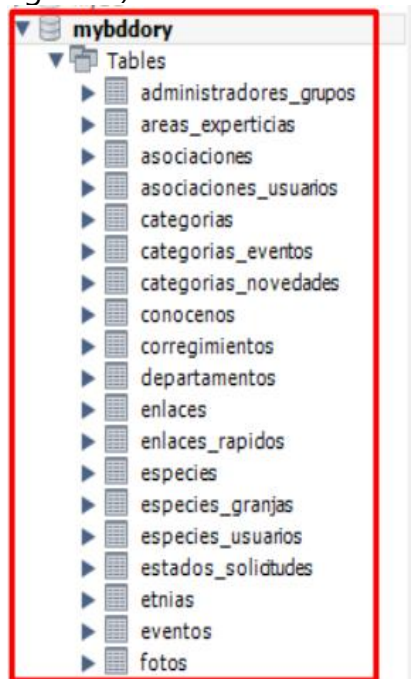 mybddory
Tables
administradores_grupos
areas_experticias
asociaciones
asociaciones_usuarios
categorias
categorias_eventos
categorias_novedades
conocenos
corregimientos
departamentos
enlaces
enlaces_rapidos
especies
especies_granjas
especies_usuarios
estados_solicitudes
etnias
eventos
fotos